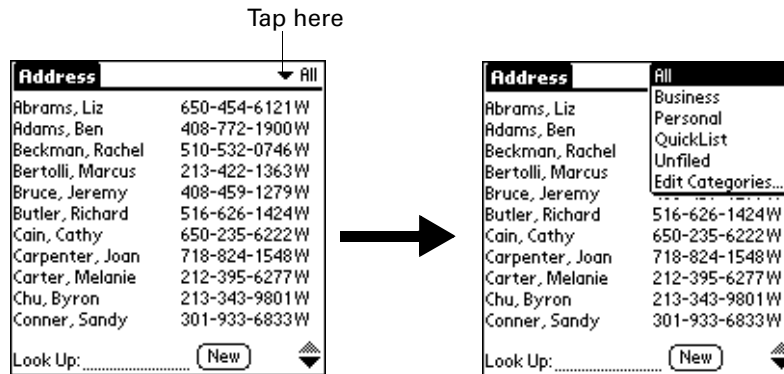 Tap here
Address All
Abrams, Liz 650-454-6121W
Adams, Ben 408-772-1900W
Beckman, Rachel 510-532-0746W
Bertolli, Marcus 213-422-1363W
Bruce, Jeremy 408-459-1279W
Butler, Richard 516-626-1424W
Cain, Cathy 650-235-6222W
Carpenter, Joan 718-824-1548W
Carter, Melanie 212-395-6277W
Chu, Byron 213-343-9801W
Conner, Sandy 301-933-6833W
Look Up: New
Address
Abrams, Liz
Adams, Ben
Beckman, Rachel
Bertolli, Marcus
Bruce, Jeremy
Butler, Richard 516-626-1424W
Cain, Cathy 650-235-6222W
Carpenter, Joan 718-824-1548W
Carter, Melanie 212-395-6277W
Chu, Byron 213-343-9801W
Conner, Sandy 301-933-6833W
Look Up: New
All
Business
Personal
QuickList
Unfiled
Edit Categories...